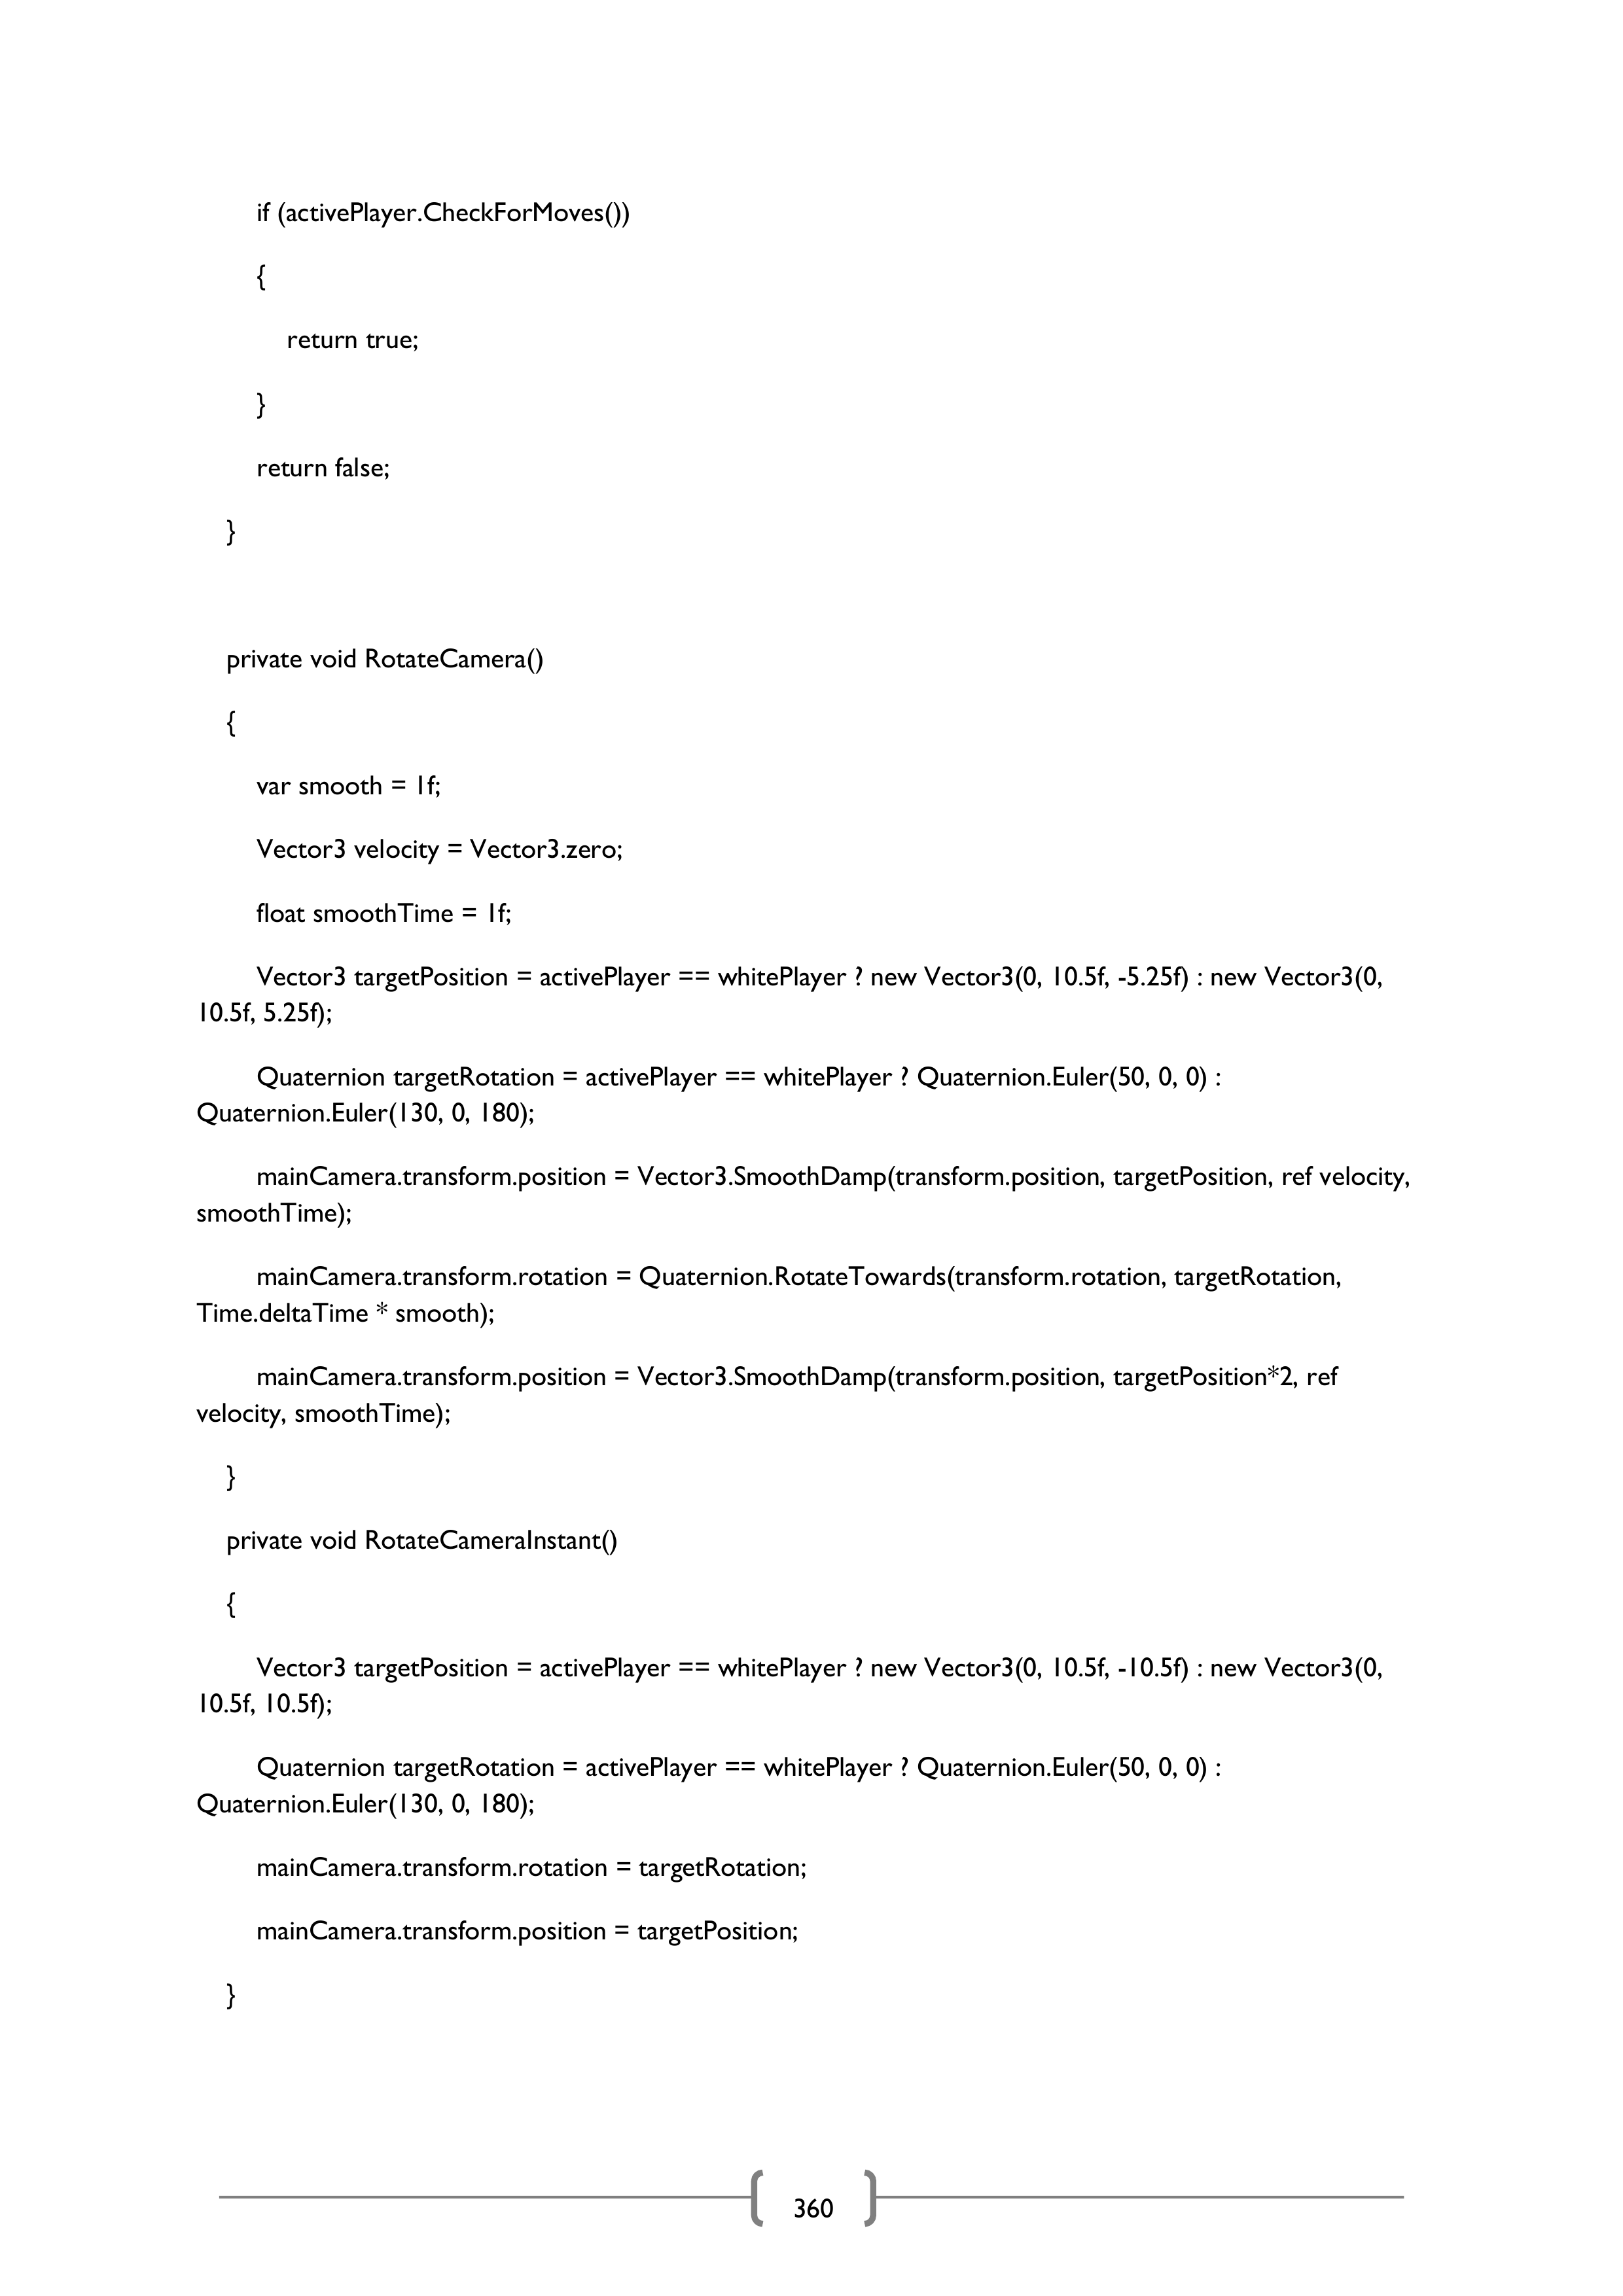 if (activePlayer.CheckForMoves())
{
return true;
}
return false;
}
private void RotateCamera()
{
var smooth = 1f;
Vector3 velocity = Vector3.zero;
float smoothTime = 1f;
Vector3 targetPosition = activePlayer == whitePlayer ? new Vector3(0, 10.5f, -5.25f) : new Vector3(0,
10.5f, 5.25f);
Quaternion targetRotation = activePlayer == whitePlayer ? Quaternion.Euler(50, 0, 0) :
Quaternion.Euler(130, 0, 180);
mainCamera.transform.position = Vector3.SmoothDamp(transform.position, targetPosition, ref velocity,
smoothTime);
mainCamera.transform.rotation = Quaternion.RotateTowards(transform.rotation, targetRotation,
Time.deltaTime * smooth);
mainCamera.transform.position = Vector3.SmoothDamp(transform.position, targetPosition*2, ref
velocity, smoothTime);
}
private void RotateCameraInstant()
{
Vector3 targetPosition = activePlayer == whitePlayer ? new Vector3(0, 10.5f, -10.5f) : new Vector3(0,
10.5f, 10.5f);
Quaternion targetRotation = activePlayer == whitePlayer ? Quaternion.Euler(50, 0, 0) :
Quaternion.Euler(130, 0, 180);
mainCamera.transform.rotation = targetRotation;
mainCamera.transform.position = targetPosition;
}
360